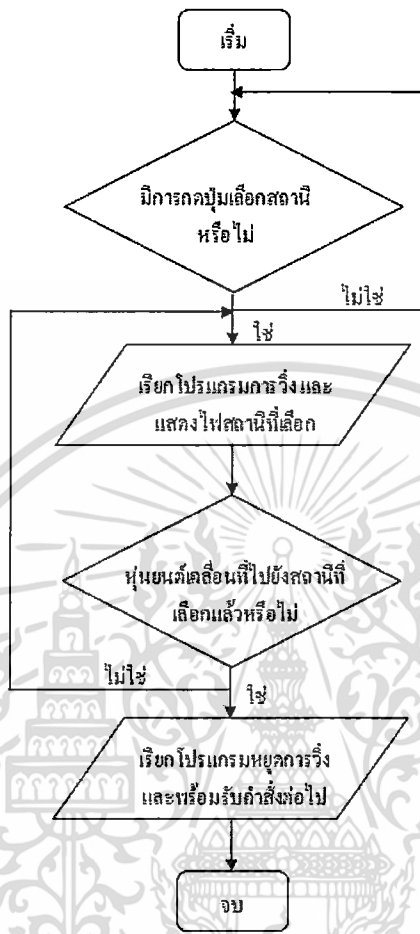 เริ่ม
มีการกดปุ่มเลือกสถานี
หรือไม่
ไม่ใช่
ใช่
เรียกโปรแกรมการวิ่งและ
แสดงไฟสถานีที่เลือก
หุ่นยนต์เคลื่อนที่ไปยังสถานีที่
เลือกแล้วหรือไม่
ไม่ใช่
ใช่
เรียกโปรแกรมหยุดการวิ่ง
และพร้อมรับคำสั่งต่อไป
จบ